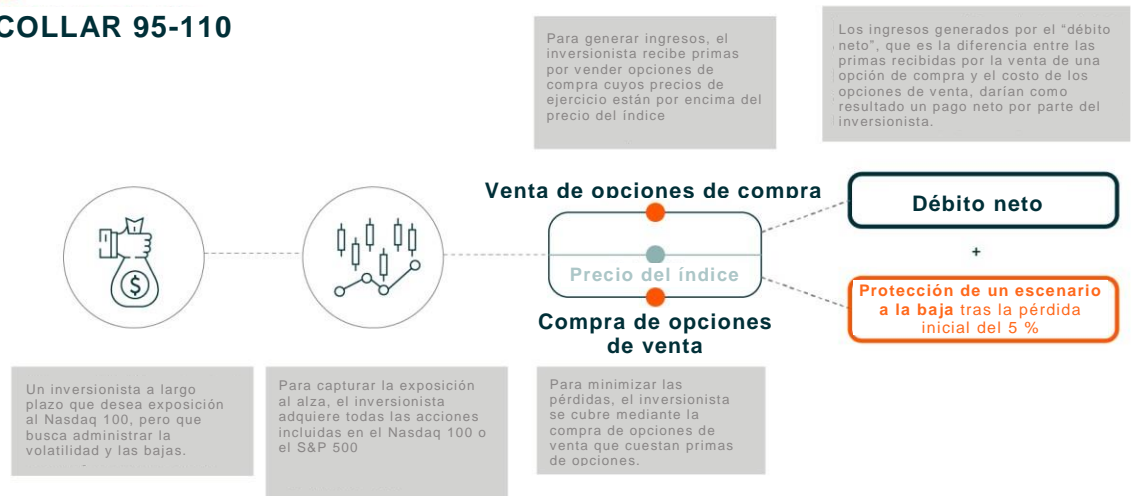 COLLAR 95-110
Para generar ingresos, el
inversionista recibe primas
por vender opciones de
compra cuyos precios de
ejercicio están por encima del
precio del índice
Los ingresos generados por el “débito
neto”, que es la diferencia entre las
primas recibidas por la venta de una
opción de compra y el costo de los
opciones de venta, darían como
resultado un pago neto por parte del
inversionista.
Venta de opciones de compra
Precio del índice
Compra de opciones
de venta
Débito neto
+
Protección de un escenario
a la baja tras la pérdida
inicial del 5 %
Un inversionista a largo
plazo que desea exposición
al Nasdaq 100, pero que
busca administrar la
volatilidad y las bajas.
Para capturar la exposición
al alza, el inversionista
adquiere todas las acciones
incluidas en el Nasdaq 100 o
el S&P 500
Para minimizar las
pérdidas, el inversionista
se cubre mediante la
compra de opciones de
venta que cuestan primas
de opciones.